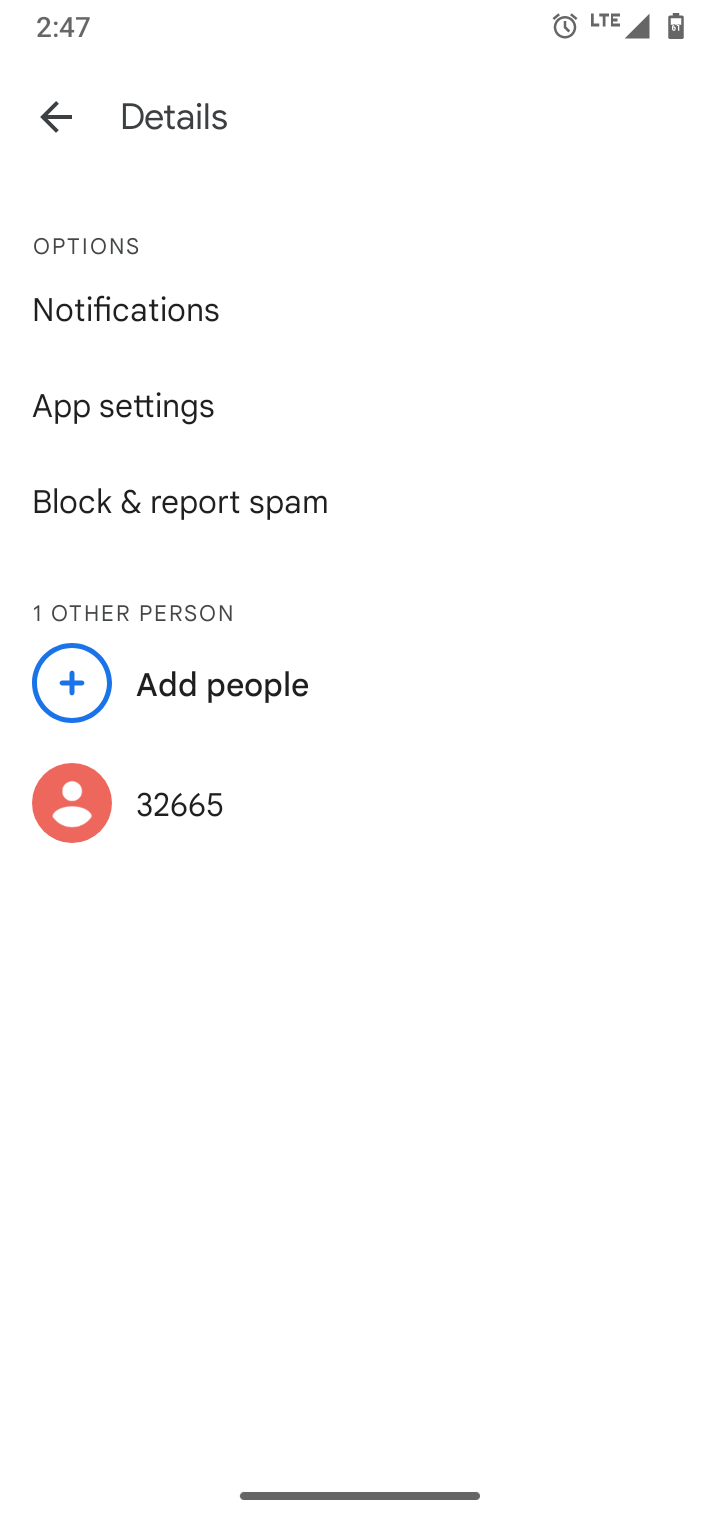 2:47
LTE
Details
OPTIONS
Notifications
App settings
Block & report spam
1 OTHER PERSON
Add people
32665